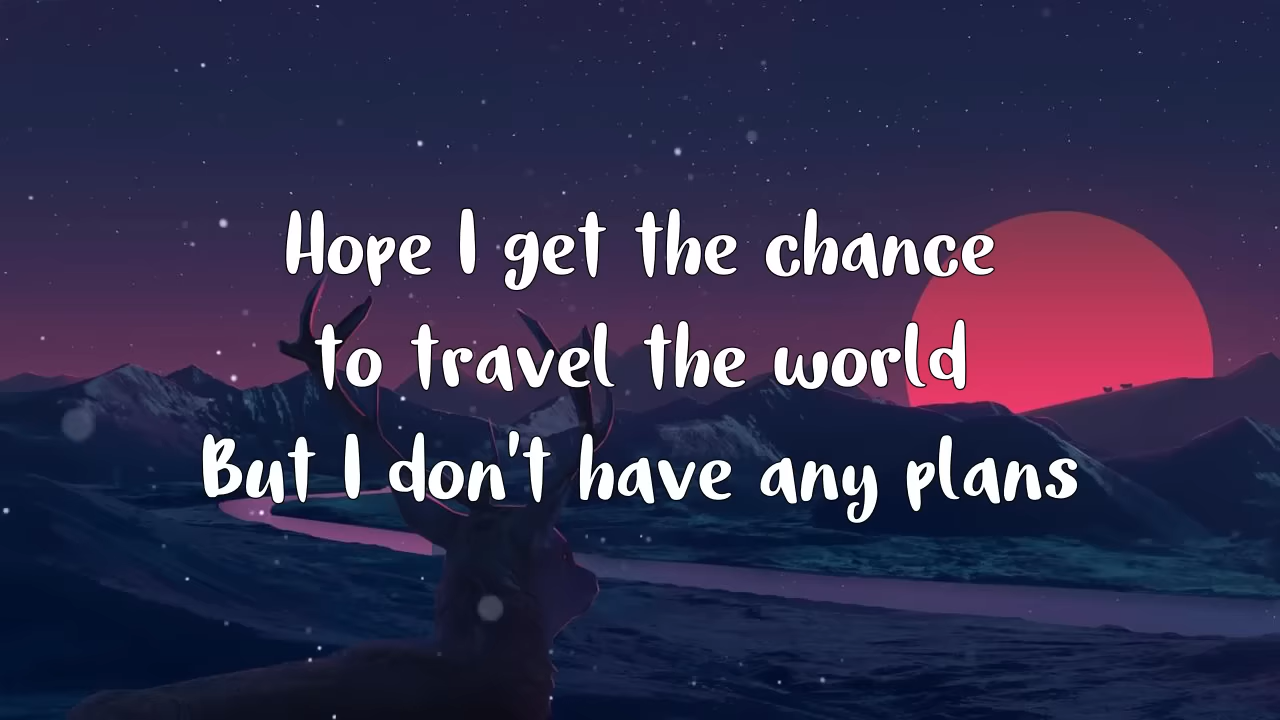 Hope I get the chance
to travel the world
But I don't have any plans